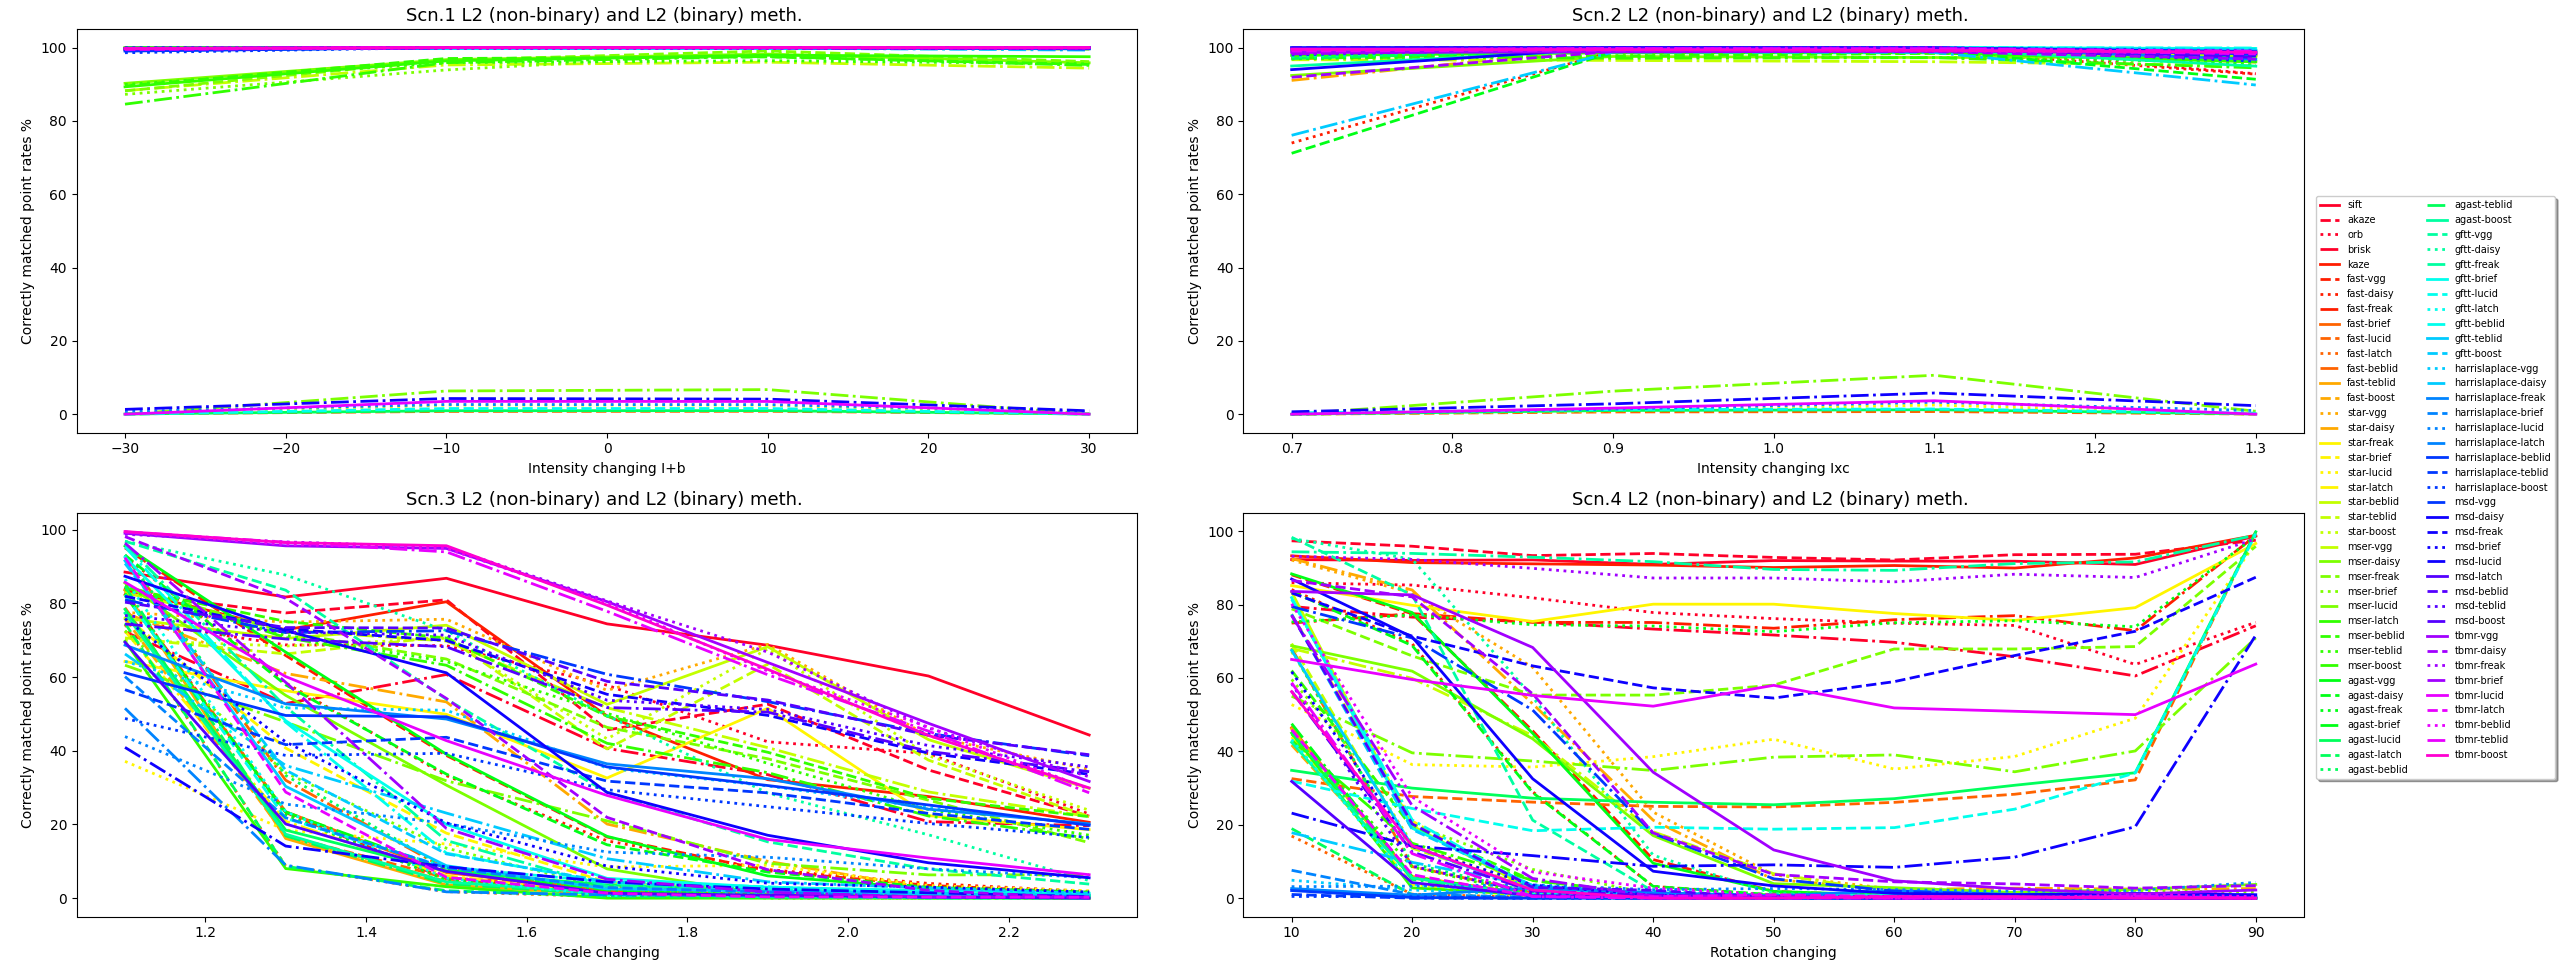 Scn.1 L2 (non-binary) and L2 (binary) meth.
Correctly matched point rates %
100
80
60
40
20
0
−30
−20
−10
0
10
20
30
Intensity changing I+b
Scn.2 L2 (non-binary) and L2 (binary) meth.
Correctly matched point rates %
100
80
60
40
20
0
0.7
0.8
0.9
1.0
1.1
1.2
1.3
Intensity changing Ixc
Scn.3 L2 (non-binary) and L2 (binary) meth.
Correctly matched point rates %
100
80
60
40
20
0
1.2
1.4
1.6
1.8
2.0
2.2
Scale changing
Scn.4 L2 (non-binary) and L2 (binary) meth.
Correctly matched point rates %
100
80
60
40
20
0
10
20
30
40
50
60
70
80
90
Rotation changing
sift
akaze
orb
brisk
kaze
fast-vgg
fast-daisy
fast-freak
fast-brief
fast-lucid
fast-latch
fast-beblid
fast-teblid
fast-boost
star-vgg
star-daisy
star-freak
star-brief
star-lucid
star-latch
star-beblid
star-teblid
star-boost
mser-vgg
mser-daisy
mser-freak
mser-brief
mser-lucid
mser-latch
mser-beblid
mser-teblid
mser-boost
agast-vgg
agast-daisy
agast-freak
agast-brief
agast-lucid
agast-latch
agast-beblid
agast-teblid
agast-boost
gftt-vgg
gftt-daisy
gftt-freak
gftt-brief
gftt-lucid
gftt-latch
gftt-beblid
gftt-teblid
gftt-boost
harrislaplace-vgg
harrislaplace-daisy
harrislaplace-freak
harrislaplace-brief
harrislaplace-lucid
harrislaplace-latch
harrislaplace-beblid
harrislaplace-teblid
harrislaplace-boost
msd-vgg
msd-daisy
msd-freak
msd-brief
msd-lucid
msd-latch
msd-beblid
msd-teblid
msd-boost
tbmr-vgg
tbmr-daisy
tbmr-freak
tbmr-brief
tbmr-lucid
tbmr-latch
tbmr-beblid
tbmr-teblid
tbmr-boost